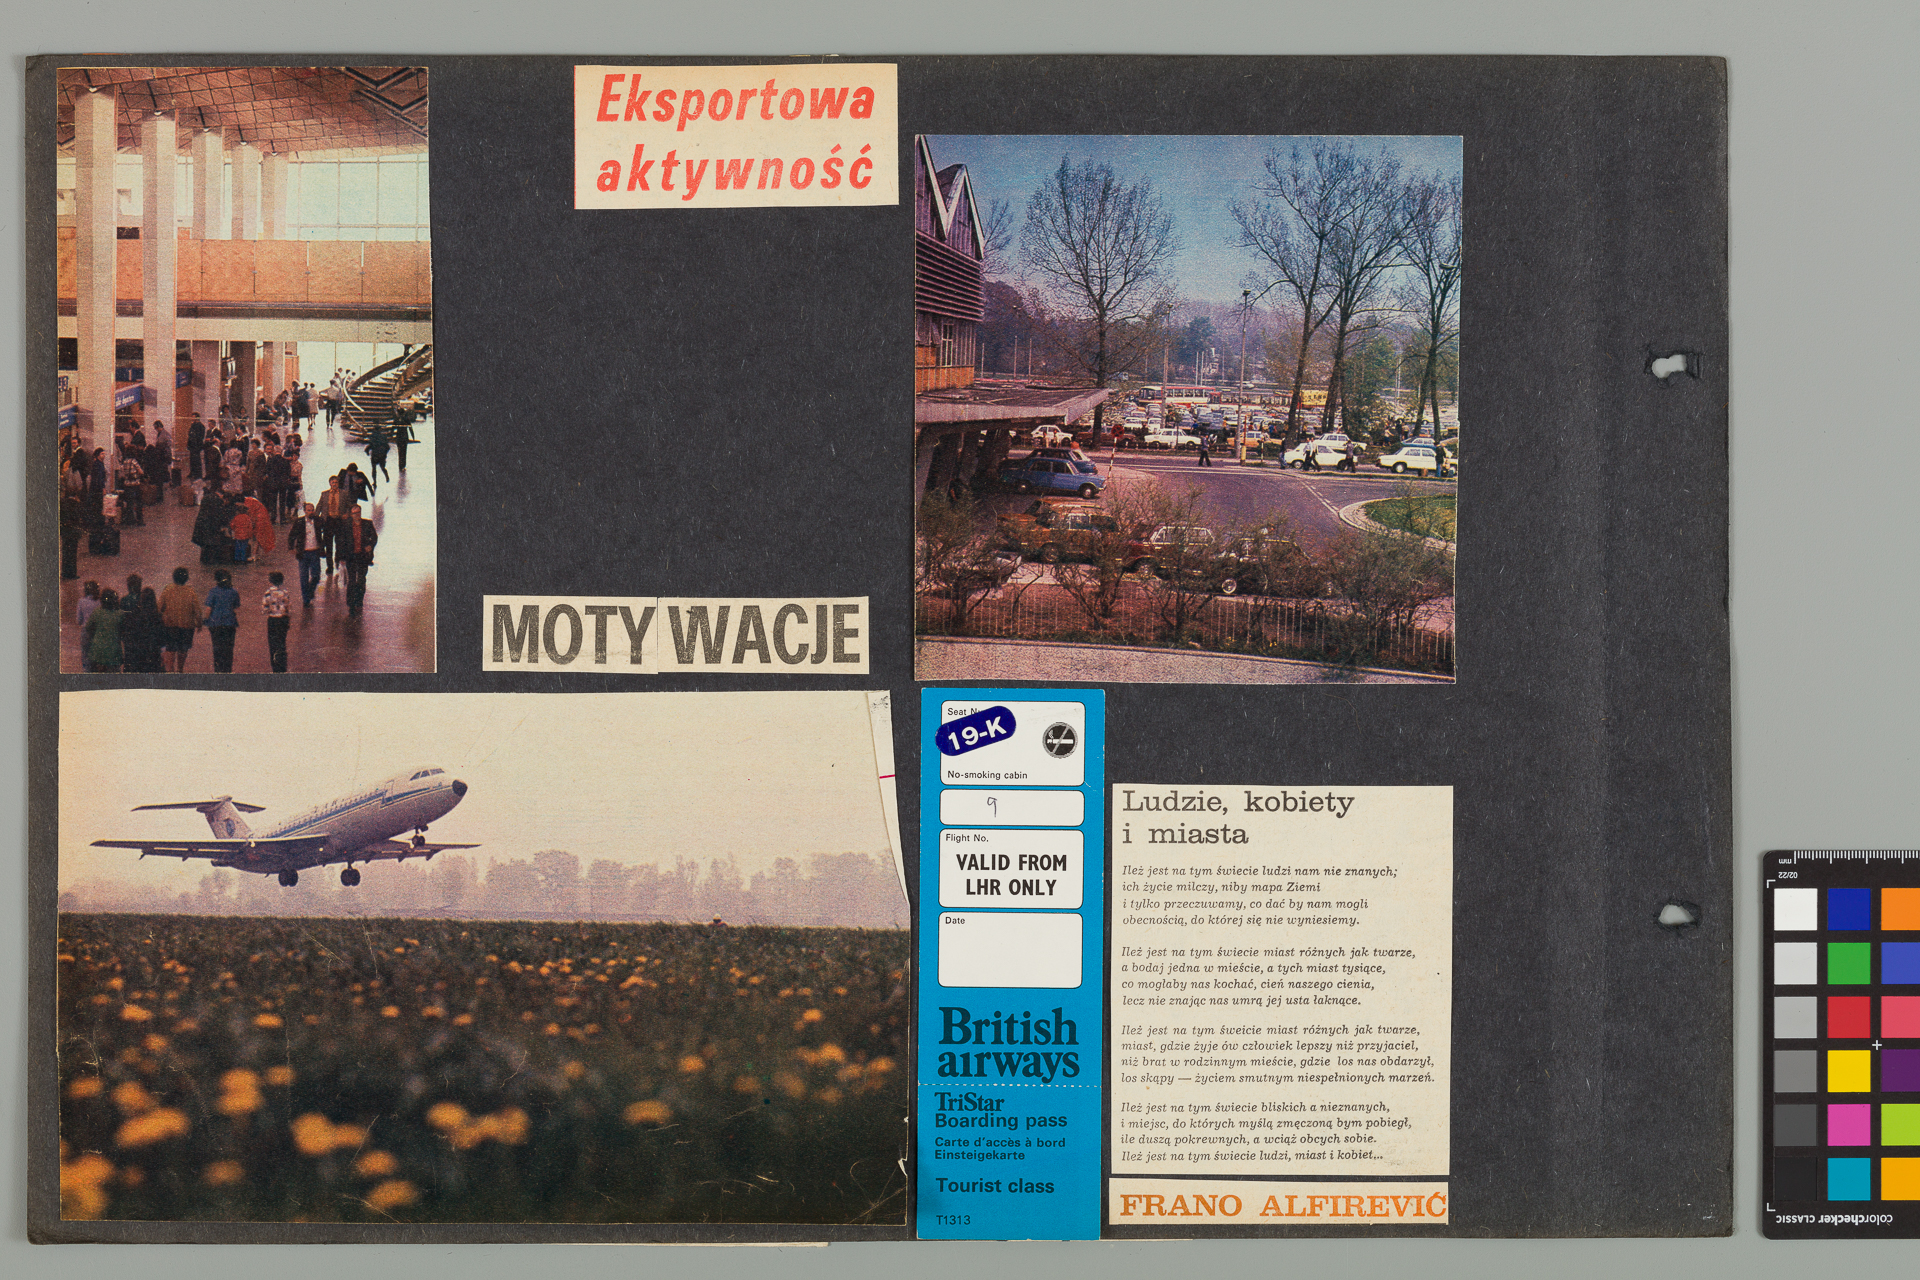 Eksportowa
aktywność
MOTYWACJE
Seat
19-K
No-smoking cabin
9
Flight No.
VALID FROM
LHR ONLY
Date
British
airways
TriStar
Boarding pass
Carte d'accès à bord
Einsteigekarte
Tourist class
T1313
Ludzie, kobiety
i miasta
Ileż jest na tym świecie ludzi nam nie znanych;
ich życie milczy, niby mapa Ziemi
i tylko przeczuwamy, co dać by nam mogli
obecnością, do której się nie wyniesiemy.
Ileż jest na tym świecie miast różnych jak twarze,
a bodaj jedna w mieście, a tych miast tysiące,
co mogłaby nas kochać, cień naszego cienia,
lecz nie znając nas umrą jej usta łaknące.
Ileż jest na tym śweicie miast różnych jak twarze,
miast, gdzie żyje ów człowiek lepszy niż przyjaciel,
niż brat w rodzinnym mieście, gdzie los nas obdarzył,
los skąpy — życiem smutnym niespełnionych marzeń.
Ileż jest na tym świecie bliskich a nieznanych,
i miejsc, do których myślą zmęczoną bym pobiegł,
ile duszą pokrewnych, a wciąż obcych sobie.
Ileż jest na tym świecie ludzi, miast i kobiet...
FRANO ALFIREVIĆ
mm
02/22
colorchecker CLASSIC